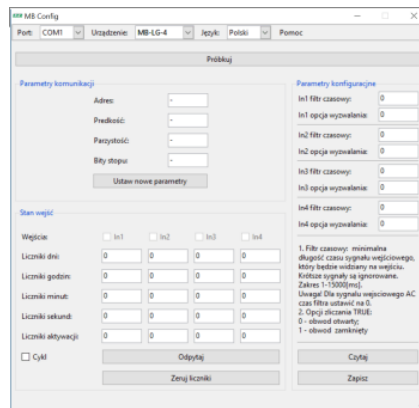 MB Config
Port: COM1 Urządzenie: MB-LG-4 Język: Polski Pomoc
Próbkuj
Parametry komunikacji
Adres: -
Prędkość: -
Parzystość: -
Bity stopu: -
Ustaw nowe parametry
Stan wejść
Wejścia: In1 In2 In3 In4
Liczniki dni: 0 0 0 0
Liczniki godzin: 0 0 0 0
Liczniki minut: 0 0 0 0
Liczniki sekund: 0 0 0 0
Liczniki aktywacji: 0 0 0 0
Cykl Odpytaj
Zeruj liczniki
Parametry konfiguracjne
In1 filtr czasowy: 0
In1 opcja wyzwalania: 0
In2 filtr czasowy: 0
In2 opcja wyzwalania: 0
In3 filtr czasowy: 0
In3 opcja wyzwalania: 0
In4 filtr czasowy: 0
In4 opcja wyzwalania: 0
1. Filtr czasowy: minimalna
długość czasu sygnału wejściowego,
który będzie widziany na wejściu.
Krótsze sygnały są ignorowane.
Zakres 1-15000[ms].
Uwaga! Dla sygnału wejsciowego AC
czas filtra ustawić na 0.
2. Opcji zliczania TRUE:
0 - obwod otwarty;
1 - obwod zamknięty
Czytaj
Zapisz